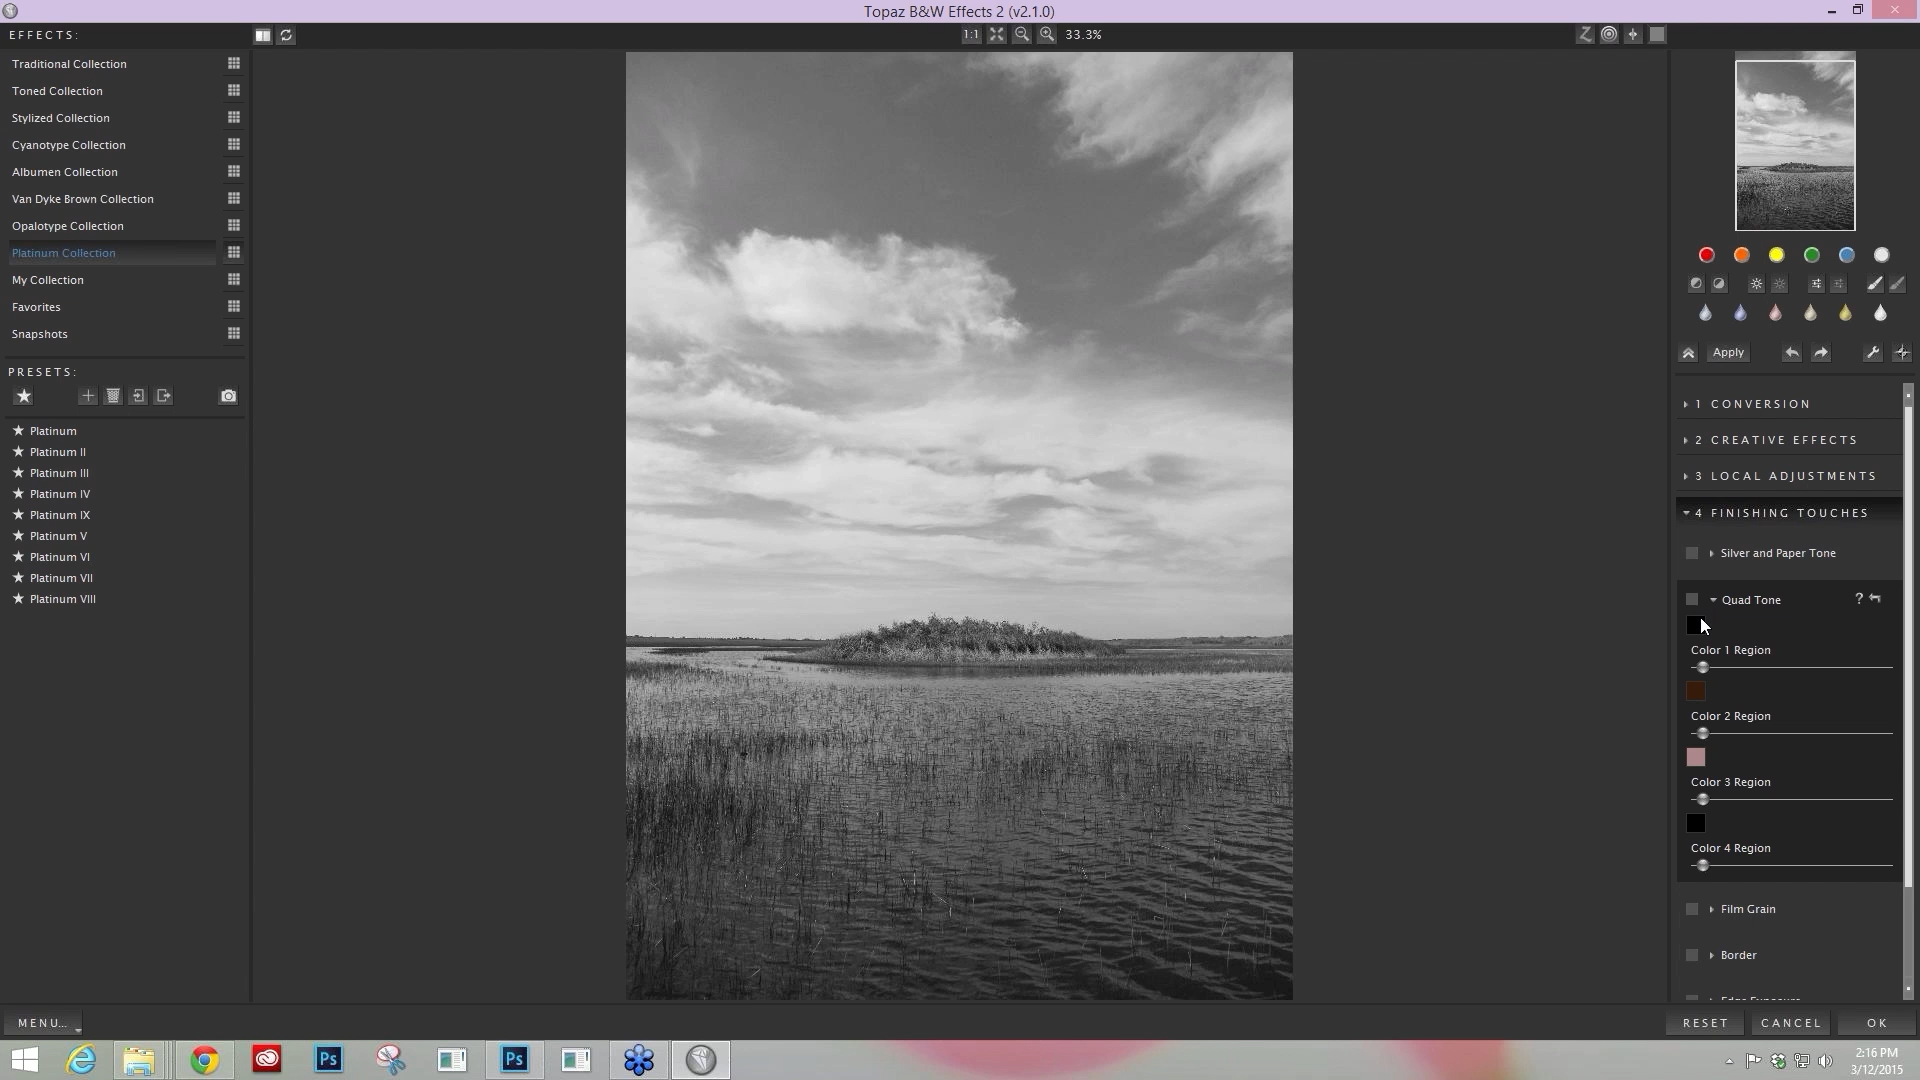 Topaz B&W Effects 2 (v2.1.0)
EFFECTS:
1:1
33.3%
Traditional Collection
Toned Collection
Stylized Collection
Cyanotype Collection
Albumen Collection
Van Dyke Brown Collection
Opalotype Collection
Platinum Collection
My Collection
Favorites
Snapshots
PRESETS:
Platinum
Platinum II
Platinum III
Platinum IV
Platinum IX
Platinum V
Platinum VI
Platinum VII
Platinum VIII
Apply
1 CONVERSION
2 CREATIVE EFFECTS
3 LOCAL ADJUSTMENTS
4 FINISHING TOUCHES
Silver and Paper Tone
Quad Tone ?
Color 1 Region
Color 2 Region
Color 3 Region
Color 4 Region
Film Grain
Border
Edge Exposure
MENU...
RESET
CANCEL
OK
Ps
Ps
2:16 PM
3/12/2015